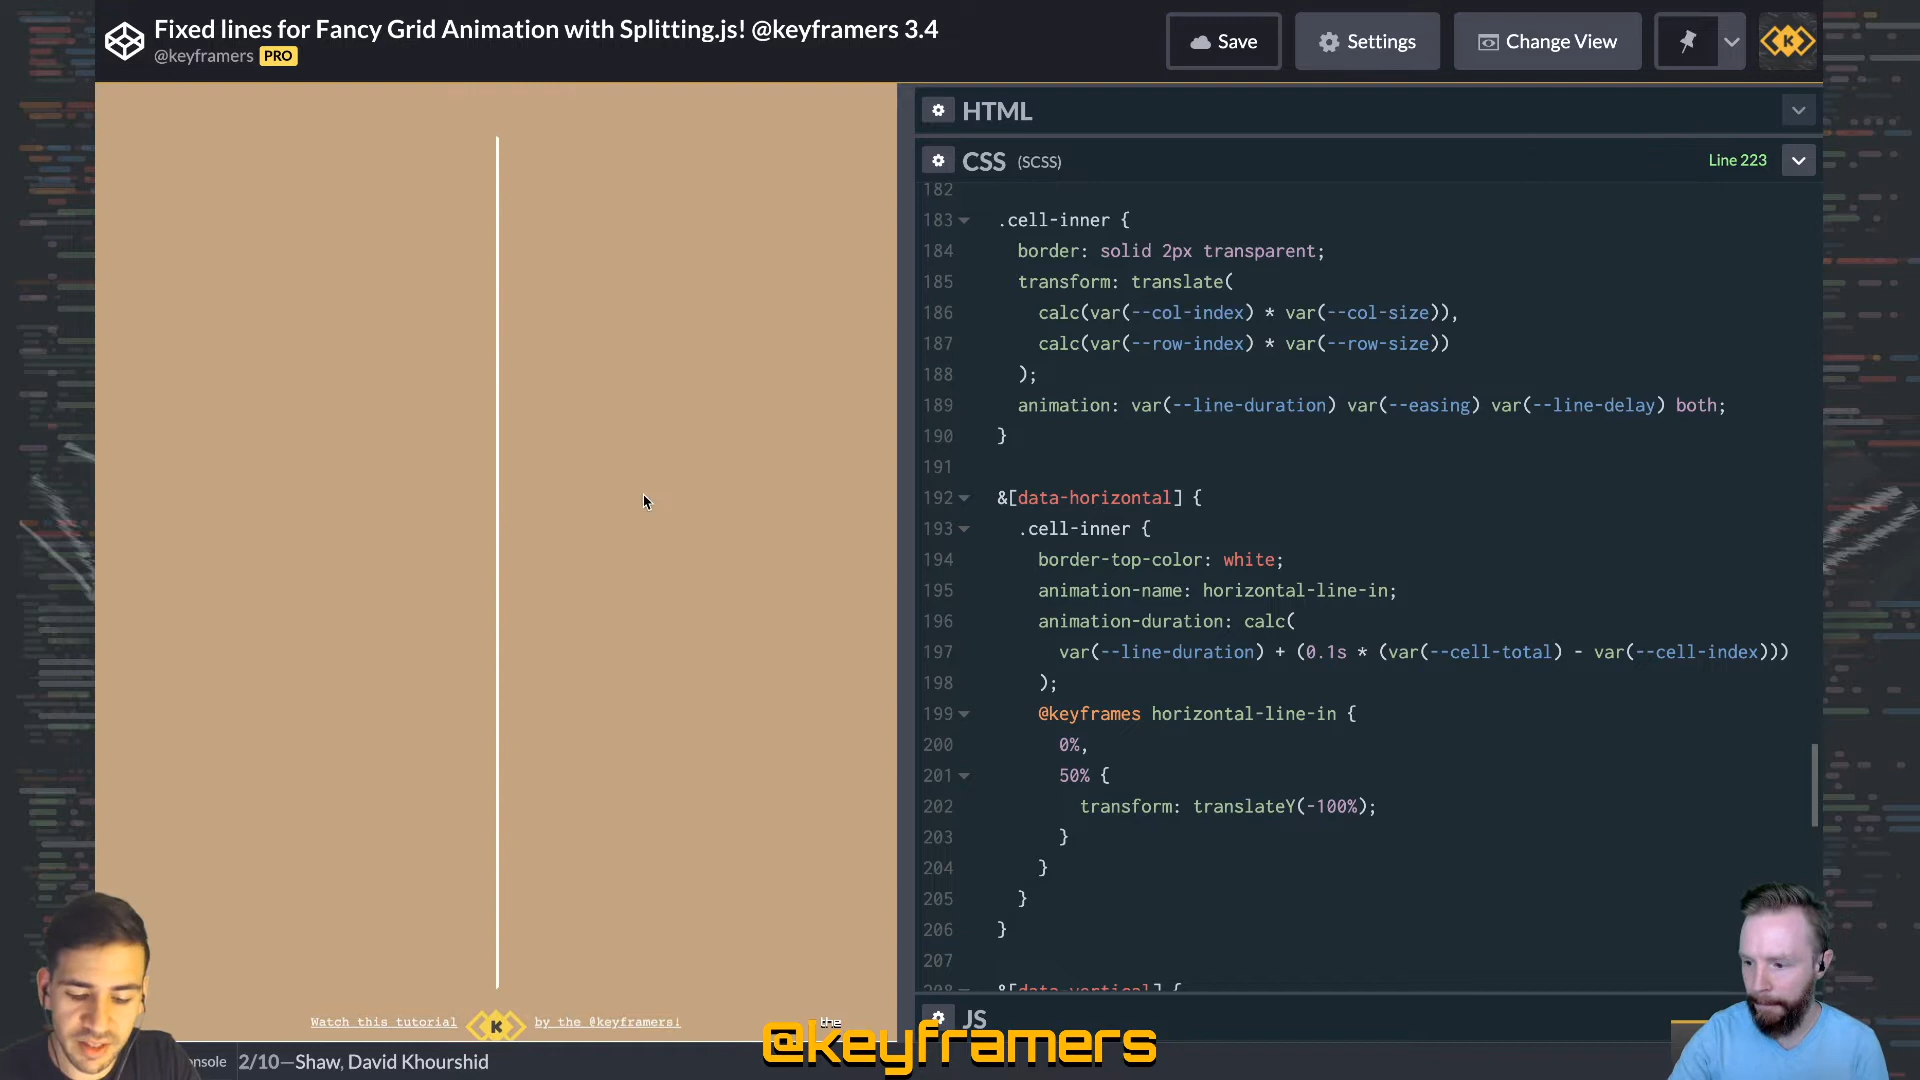 Fixed lines for Fancy Grid Animation with Splitting.js! @keyframers 3.4
@keyframers PRO
Save
Settings
Change View
K
HTML
CSS (SCSS)
Line 223
182
183 .cell-inner {
184 border: solid 2px transparent;
185 transform: translate(
186 calc(var(--col-index) * var(--col-size)),
187 calc(var(--row-index) * var(--row-size))
188 );
189 animation: var(--line-duration) var(--easing) var(--line-delay) both;
190 }
191
192 &[data-horizontal] {
193 .cell-inner {
194 border-top-color: white;
195 animation-name: horizontal-line-in;
196 animation-duration: calc(
197 var(--line-duration) + (0.1s * (var(--cell-total) - var(--cell-index)))
198 );
199 @keyframes horizontal-line-in {
200 0%,
201 50% {
202 transform: translateY(-100%);
203 }
204 }
205 }
206 }
207
208 &[data-vertical] {
JS
Watch this tutorial K by the @keyframers!
the
@keyframers
onsole
2/10—Shaw, David Khourshid